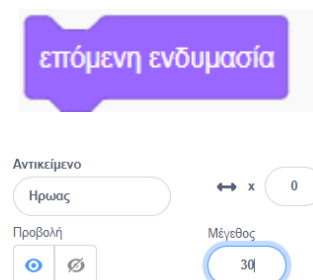 επόμενη ενδυμασία
Αντικείμενο
Ηρωας
x 0
Προβολή
Μέγεθος
30